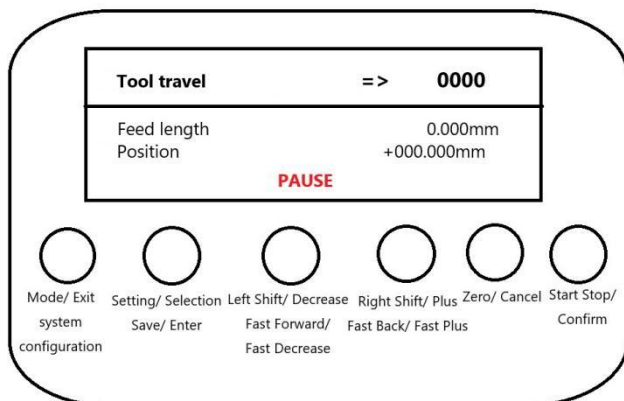 Tool travel => 0000
Feed length 0.000mm
Position +000.000mm
PAUSE
Mode/ Exit
system
configuration
Setting/ Selection
Save/ Enter
Left Shift/ Decrease
Fast Forward/
Fast Decrease
Right Shift/ Plus
Fast Back/ Fast Plus
Zero/ Cancel
Start Stop/
Confirm